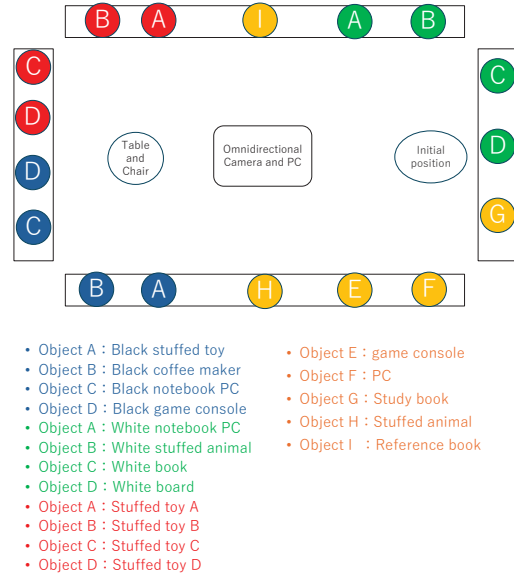 B A I A B
C
C
D
D
Table
and
Chair
Omnidirectional
Camera and PC
Initial
position
D
G
C
B A H E F
• Object A：Black stuffed toy
• Object B：Black coffee maker
• Object C：Black notebook PC
• Object D：Black game console
• Object A：White notebook PC
• Object B：White stuffed animal
• Object C：White book
• Object D：White board
• Object A：Stuffed toy A
• Object B：Stuffed toy B
• Object C：Stuffed toy C
• Object D：Stuffed toy D
• Object E：game console
• Object F：PC
• Object G：Study book
• Object H：Stuffed animal
• Object I ：Reference book